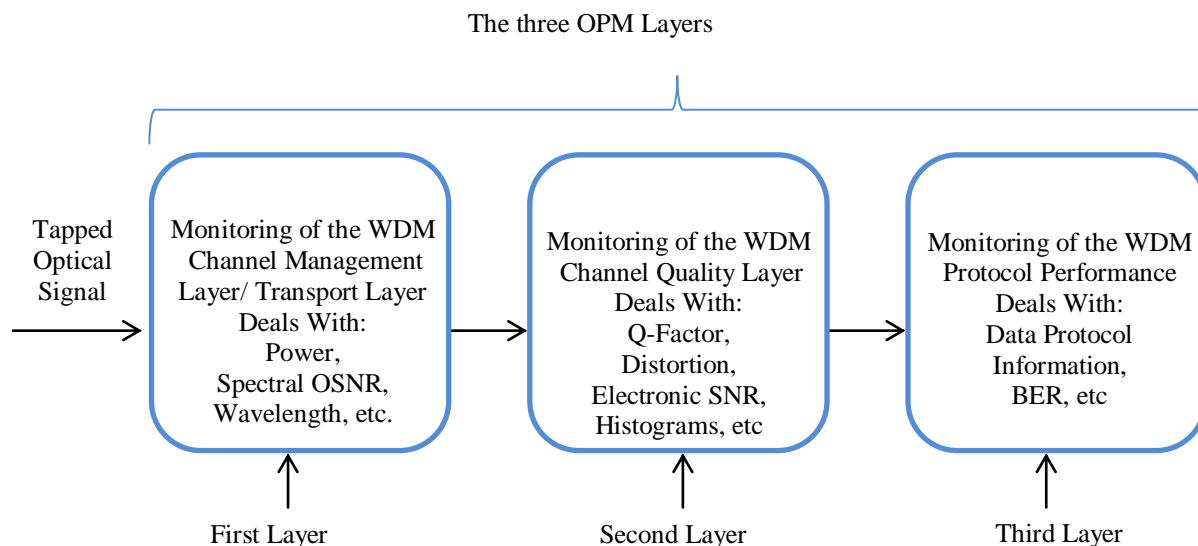 The three OPM Layers
Tapped
Optical
Signal
Monitoring of the WDM
Channel Management
Layer/ Transport Layer
Deals With:
Power,
Spectral OSNR,
Wavelength, etc.
Monitoring of the WDM
Channel Quality Layer
Deals With:
Q-Factor,
Distortion,
Electronic SNR,
Histograms, etc
Monitoring of the WDM
Protocol Performance
Deals With:
Data Protocol
Information,
BER, etc
First Layer
Second Layer
Third Layer